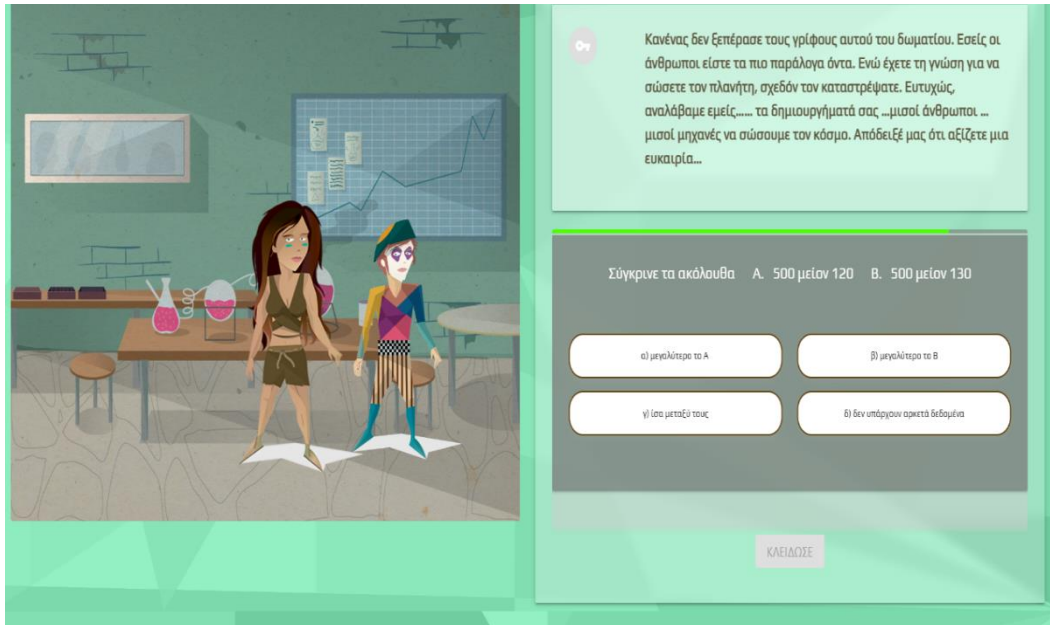 Κανένας δεν ξεπέρασε τους γρίφους αυτού του δωματίου. Εσείς οι
άνθρωποι είστε τα πιο παράλογα όντα. Ενώ έχετε τη γνώση για να
σώσετε τον πλανήτη, σχεδόν τον καταστρέψατε. Ευτυχώς,
αναλάβαμε εμείς...... τα δημιουργήματά σας ...μισοί άνθρωποι ...
μισοί μηχανές να σώσουμε τον κόσμο. Απόδειξέ μας ότι αξίζετε μια
ευκαιρία...
Σύγκρινε τα ακόλουθα Α. 500 μείον 120 Β. 500 μείον 130
α) μεγαλύτερο το Α
β) μεγαλύτερο το Β
γ) ίσα μεταξύ τους
δ) δεν υπάρχουν αρκετά δεδομένα
ΚΛΕΙΔΩΣΕ